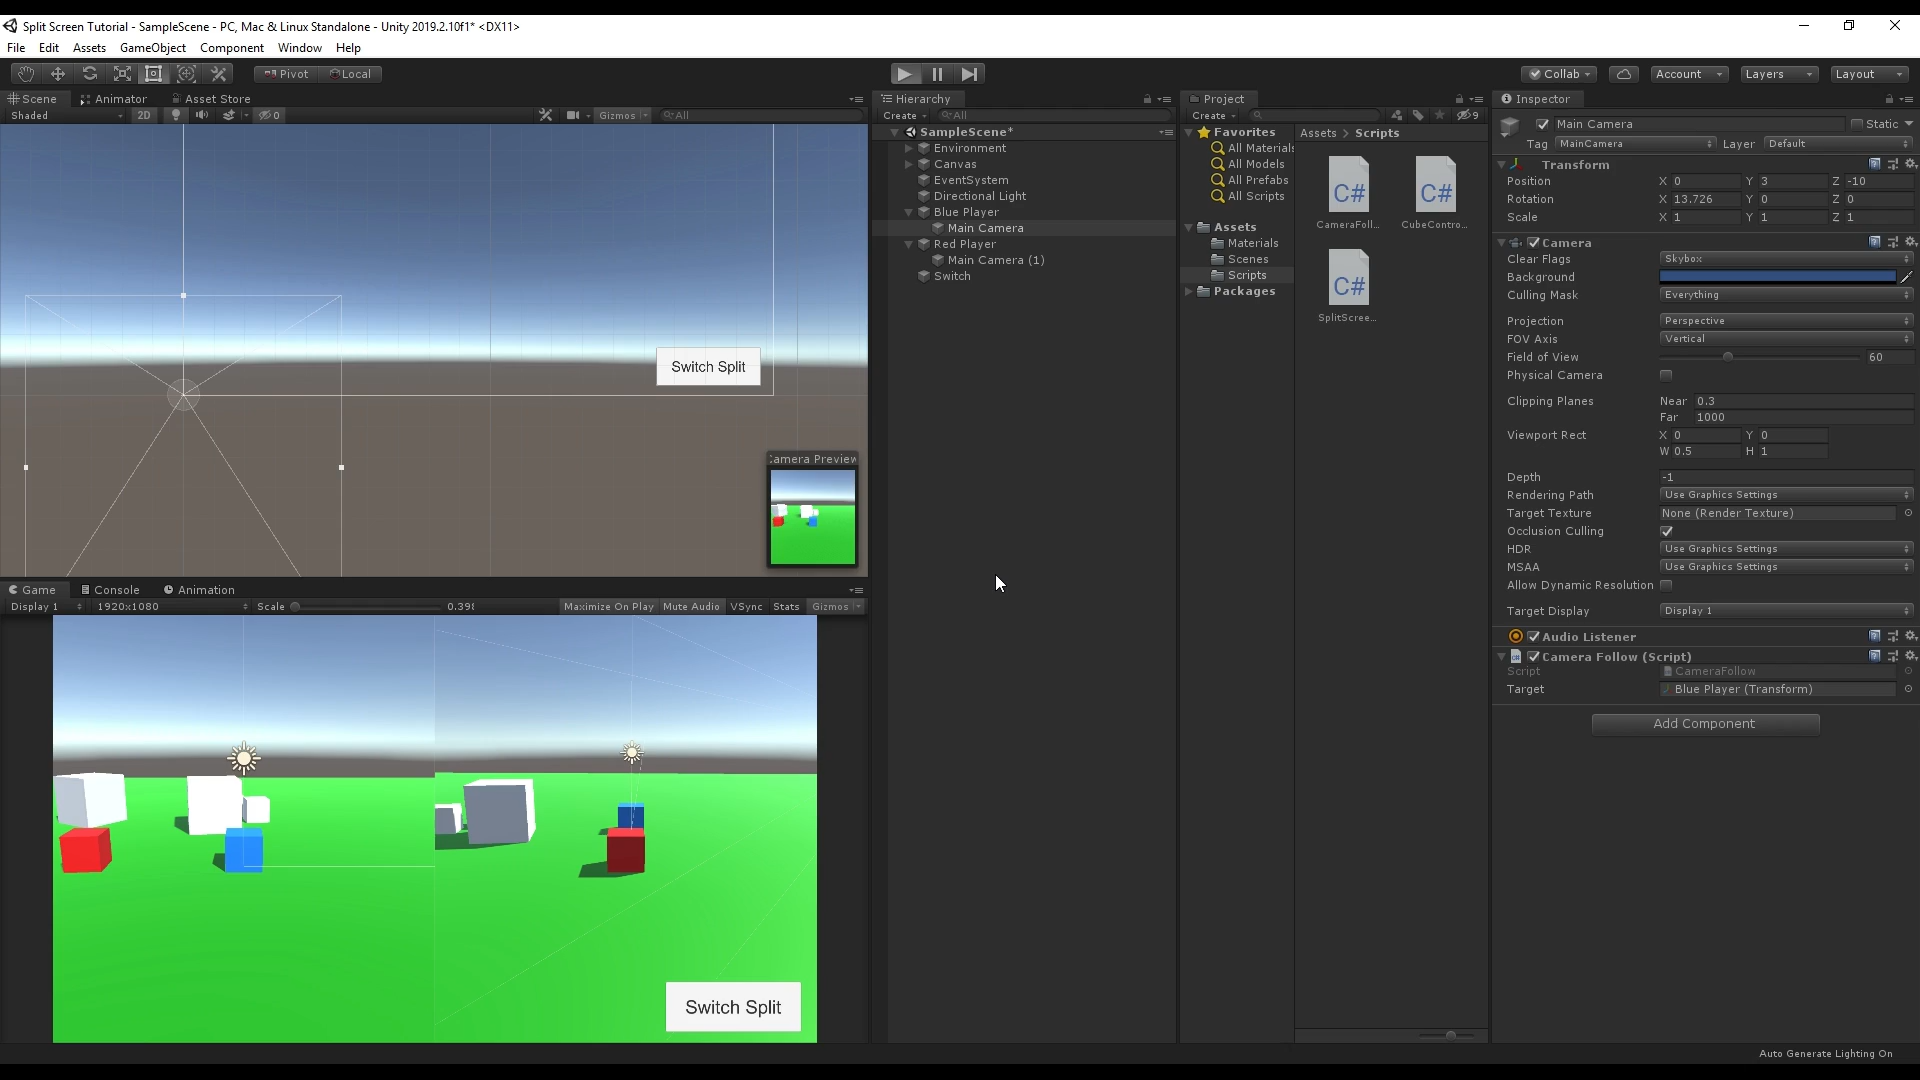 Split Screen Tutorial - SampleScene - PC, Mac & Linux Standalone - Unity 2019.2.10f1* <DX11>
File Edit Assets GameObject Component Window Help
Pivot Local
Collab Account Layers Layout
Scene Animator Asset Store
Shaded 2D 0 Gizmos All
Camera Preview
Switch Split
Game Console Animation
Display 1 1920x1080 Scale 0.398 Maximize On Play Mute Audio VSync Stats Gizmos
Switch Split
Hierarchy
Create All
SampleScene*
Environment
Canvas
EventSystem
Directional Light
Blue Player
Main Camera
Red Player
Main Camera (1)
Switch
Project
Create 9
Favorites
All Materials
All Models
All Prefabs
All Scripts
Assets
Materials
Scenes
Scripts
Packages
Assets > Scripts
C# C#
CameraFoll... CubeContro...
C#
SplitScree...
Inspector
Main Camera Static
Tag MainCamera Layer Default
Transform
Position X 0 Y 3 Z -10
Rotation X 13.726 Y 0 Z 0
Scale X 1 Y 1 Z 1
Camera
Clear Flags Skybox
Background
Culling Mask Everything
Projection Perspective
FOV Axis Vertical
Field of View 60
Physical Camera
Clipping Planes Near 0.3
Far 1000
Viewport Rect X 0 Y 0
W 0.5 H 1
Depth -1
Rendering Path Use Graphics Settings
Target Texture None (Render Texture)
Occlusion Culling
HDR Use Graphics Settings
MSAA Use Graphics Settings
Allow Dynamic Resolution
Target Display Display 1
Audio Listener
Camera Follow (Script)
Script CameraFollow
Target Blue Player (Transform)
Add Component
Auto Generate Lighting On